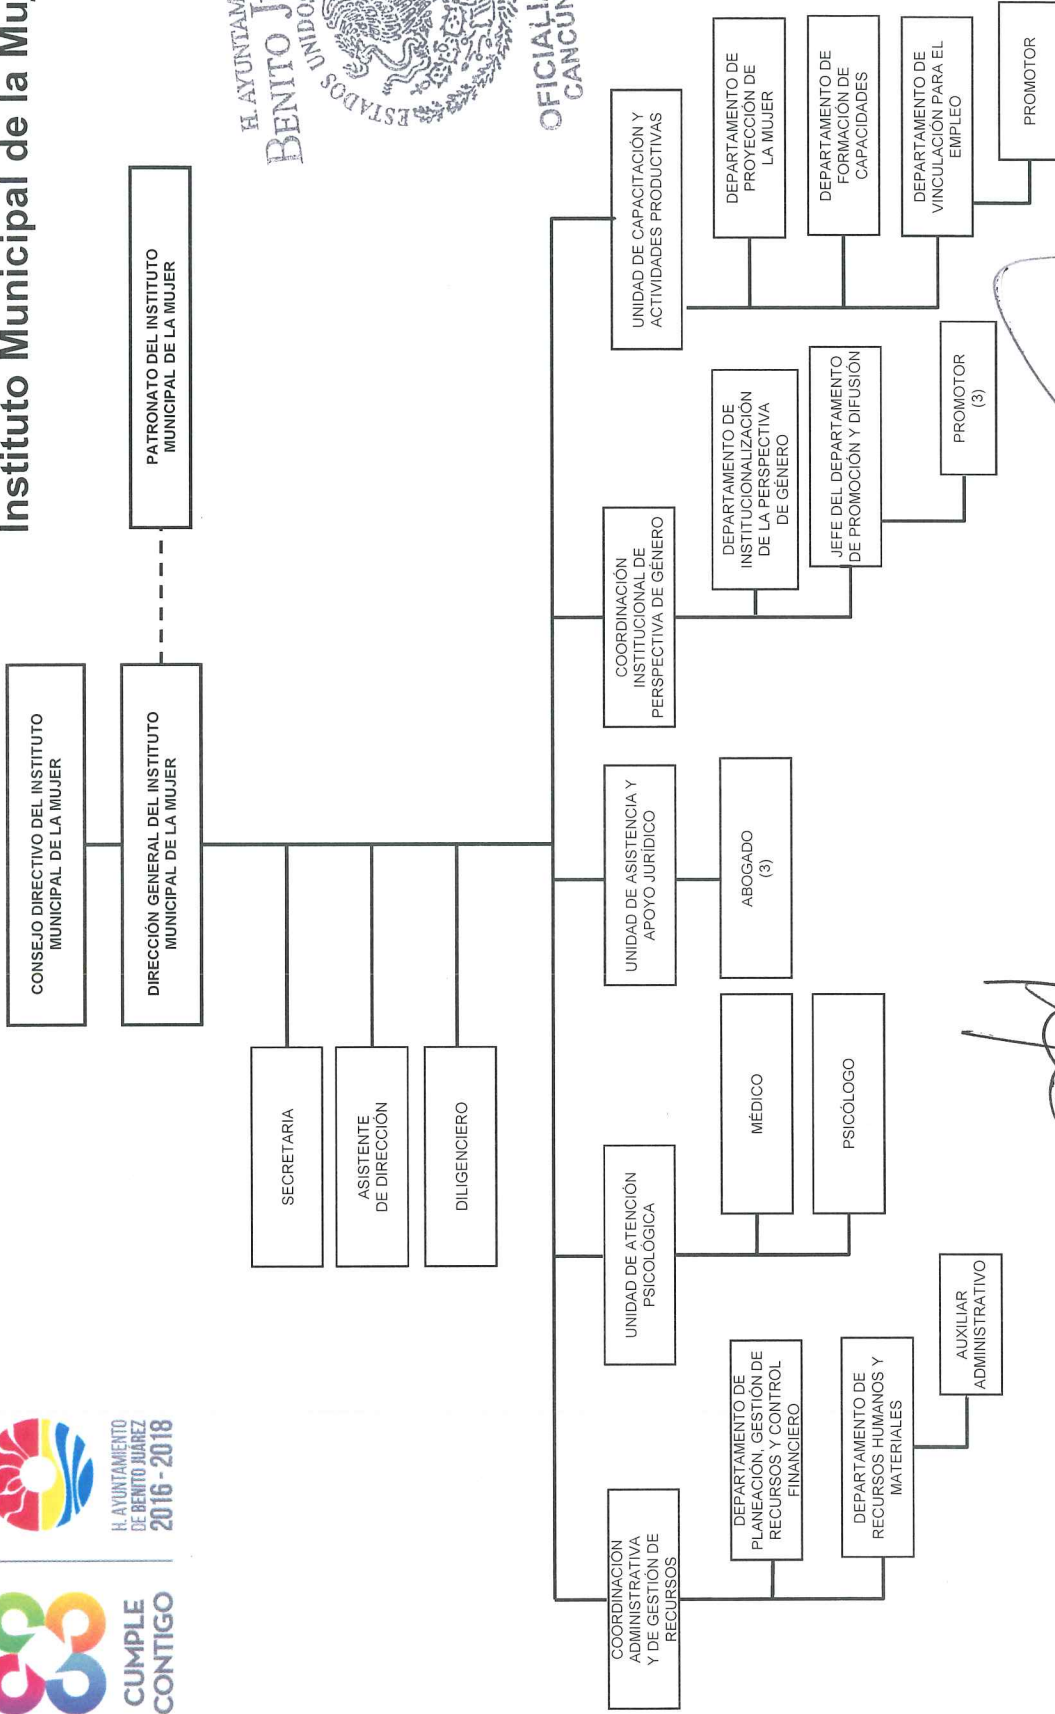 CUMPLE
CONTIGO
H. AYUNTAMIENTO
DE BENITO JUÁREZ
2016 - 2018
Instituto Municipal de la
BENITO
ESTADOS UNIDOS
CONSEJO DIRECTIVO DEL INSTITUTO
MUNICIPAL DE LA MUJER
DIRECCIÓN GENERAL DEL INSTITUTO
MUNICIPAL DE LA MUJER
PATRONATO DEL INSTITUTO
MUNICIPAL DE LA MUJER
SECRETARIA
ASISTENTE
DE DIRECCIÓN
DILIGENCIERO
COORDINACIÓN
ADMINISTRATIVA
Y DE GESTIÓN DE
RECURSOS
DEPARTAMENTO DE
PLANEACIÓN, GESTIÓN DE
RECURSOS Y CONTROL
FINANCIERO
DEPARTAMENTO DE
RECURSOS HUMANOS Y
MATERIALES
AUXILIAR
ADMINISTRATIVO
UNIDAD DE ATENCIÓN
PSICOLÓGICA
MÉDICO
PSICÓLOGO
UNIDAD DE ASISTENCIA Y
APOYO JURÍDICO
ABOGADO
(3)
COORDINACIÓN
INSTITUCIONAL DE
PERSPECTIVA DE GÉNERO
DEPARTAMENTO DE
INSTITUCIONALIZACIÓN
DE LA PERSPECTIVA
DE GÉNERO
JEFE DEL DEPARTAMENTO
DE PROMOCIÓN Y DIFUSIÓN
PROMOTOR
(3)
UNIDAD DE CAPACITACIÓN Y
ACTIVIDADES PRODUCTIVAS
DEPARTAMENTO DE
PROYECCIÓN DE
LA MUJER
DEPARTAMENTO DE
FORMACIÓN DE
CAPACIDADES
DEPARTAMENTO DE
VINCULACIÓN PARA EL
EMPLEO
PROMOTOR